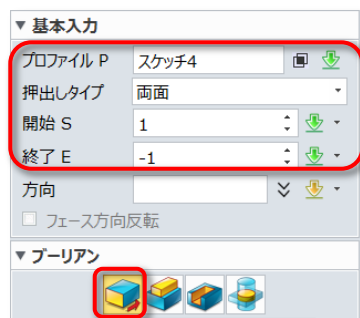 ▼ 基本入力
プロファイル P スケッチ4
押出しタイプ 両面
開始 S 1
終了 E -1
方向
フェース方向反転
▼ ブーリアン